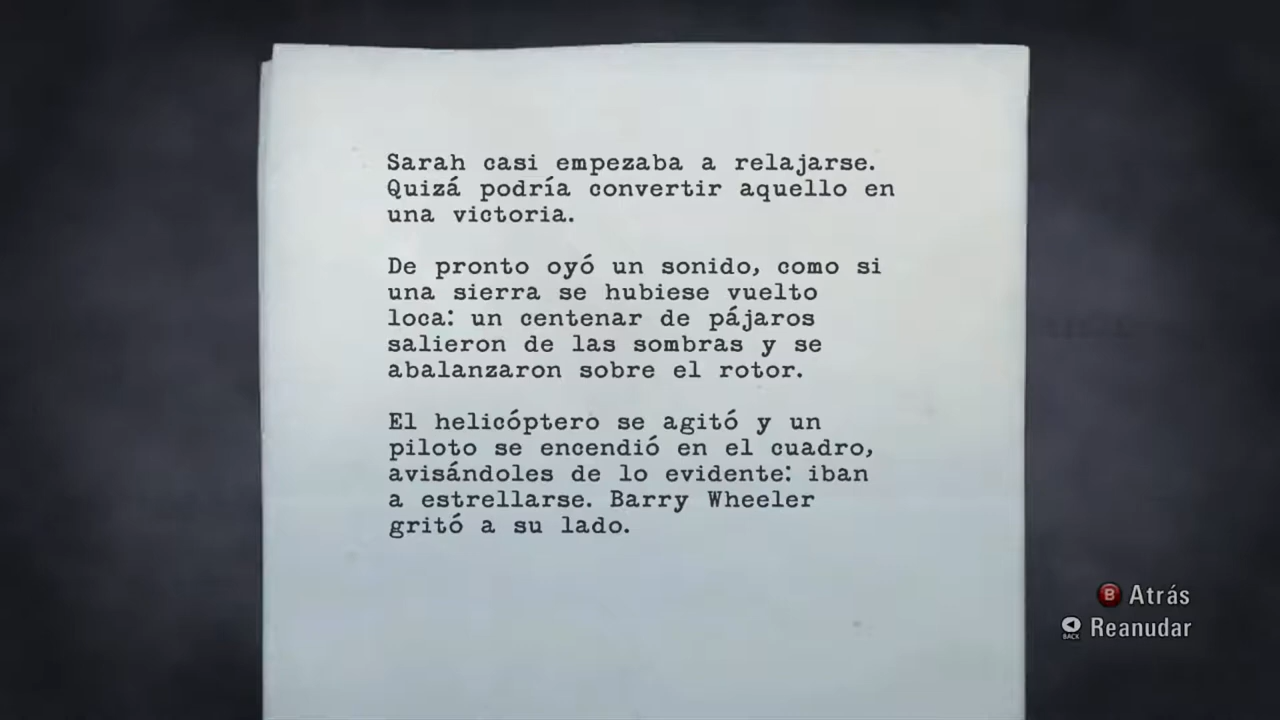 Sarah casi empezaba a relajarse.
Quizá podría convertir aquello en
una victoria.
De pronto oyó un sonido, como si
una sierra se hubiese vuelto
loca: un centenar de pájaros
salieron de las sombras y se
abalanzaron sobre el rotor.
El helicóptero se agitó y un
piloto se encendió en el cuadro,
avisándoles de lo evidente: iban
a estrellarse. Barry Wheeler
gritó a su lado.
B Atrás
BACK Reanudar